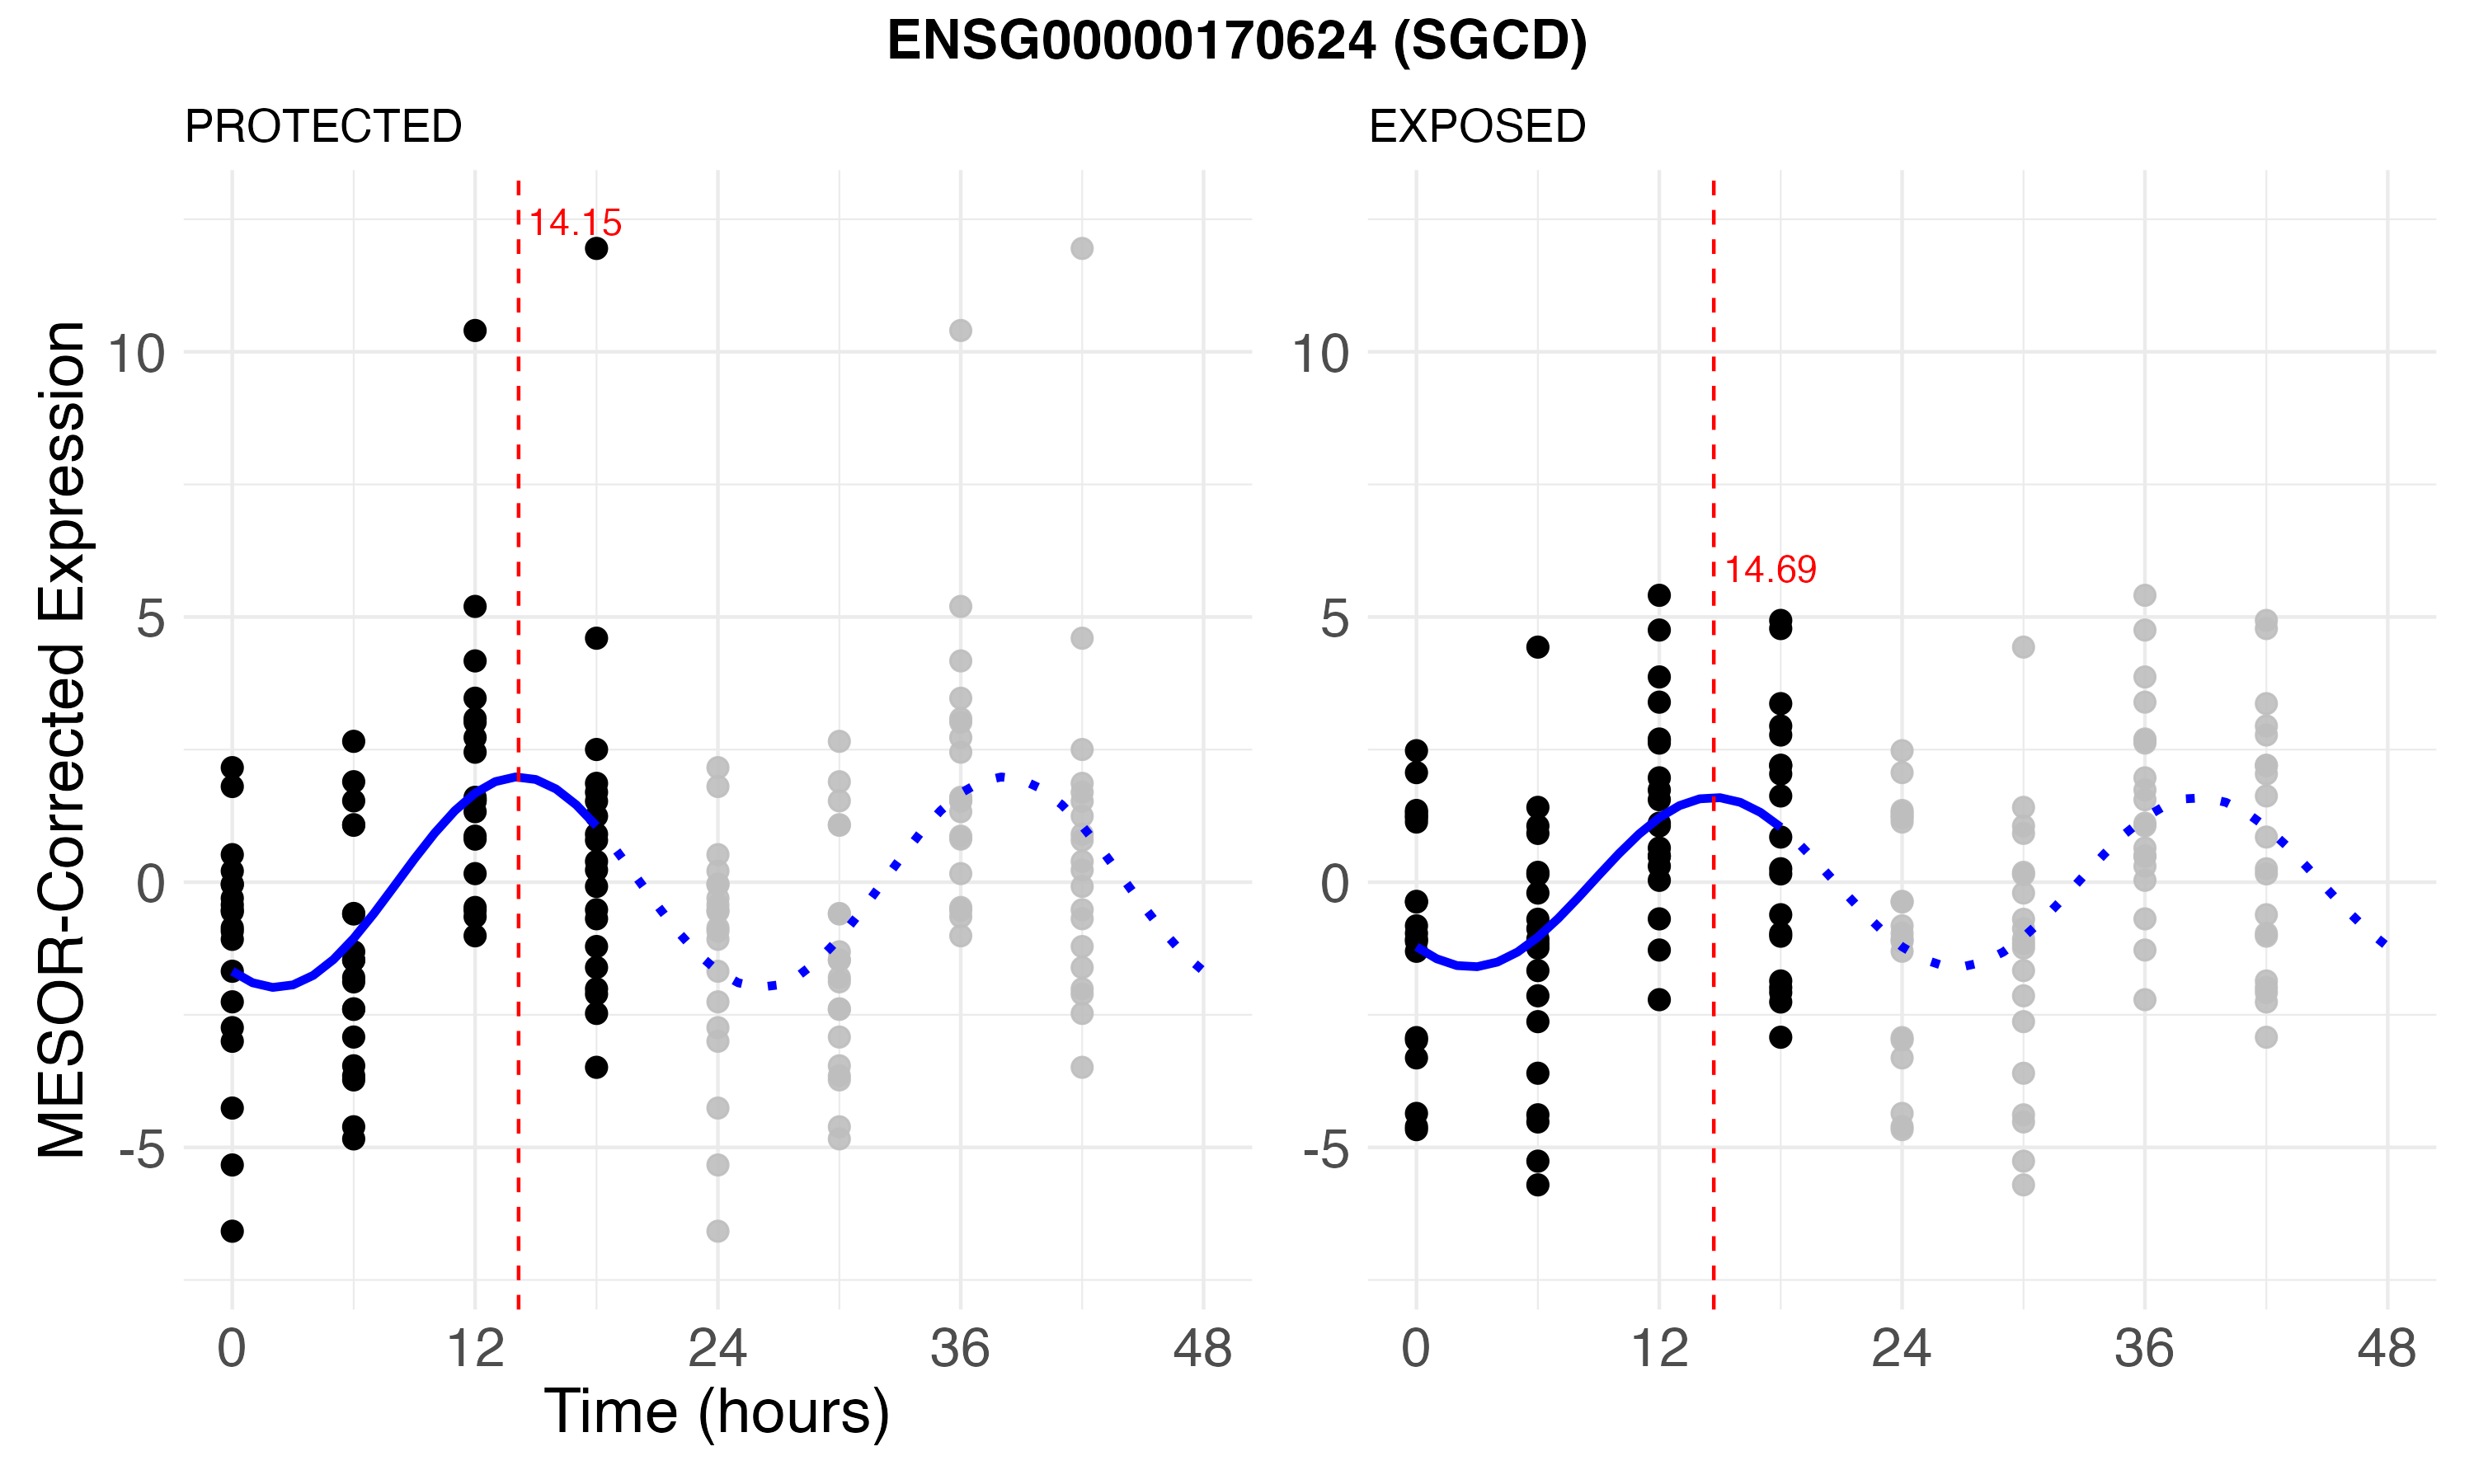 ENSG00000170624 (SGCD)
PROTECTED
EXPOSED
MESOR-Corrected Expression
14.15
14.69
10
5
0
-5
10
5
0
-5
0 12 24 36 48
0 12 24 36 48
Time (hours)